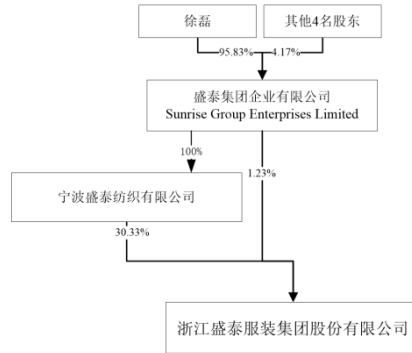 徐磊
其他4名股东
95.83%
4.17%
盛泰集团企业有限公司
Sunrise Group Enterprises Limited
100%
1.23%
宁波盛泰纺织有限公司
30.33%
浙江盛泰服装集团股份有限公司